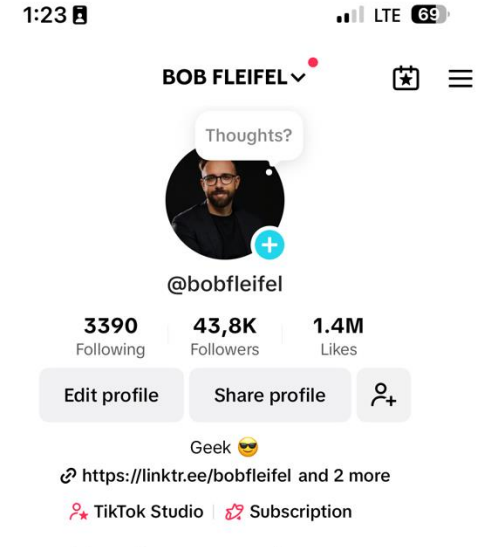 1:23 LTE 69
BOB FLEIFEL
Thoughts?
@bobfleifel
3390 43,8K 1.4M
Following Followers Likes
Edit profile Share profile
Geek 😎
https://linktr.ee/bobfleifel and 2 more
TikTok Studio Subscription